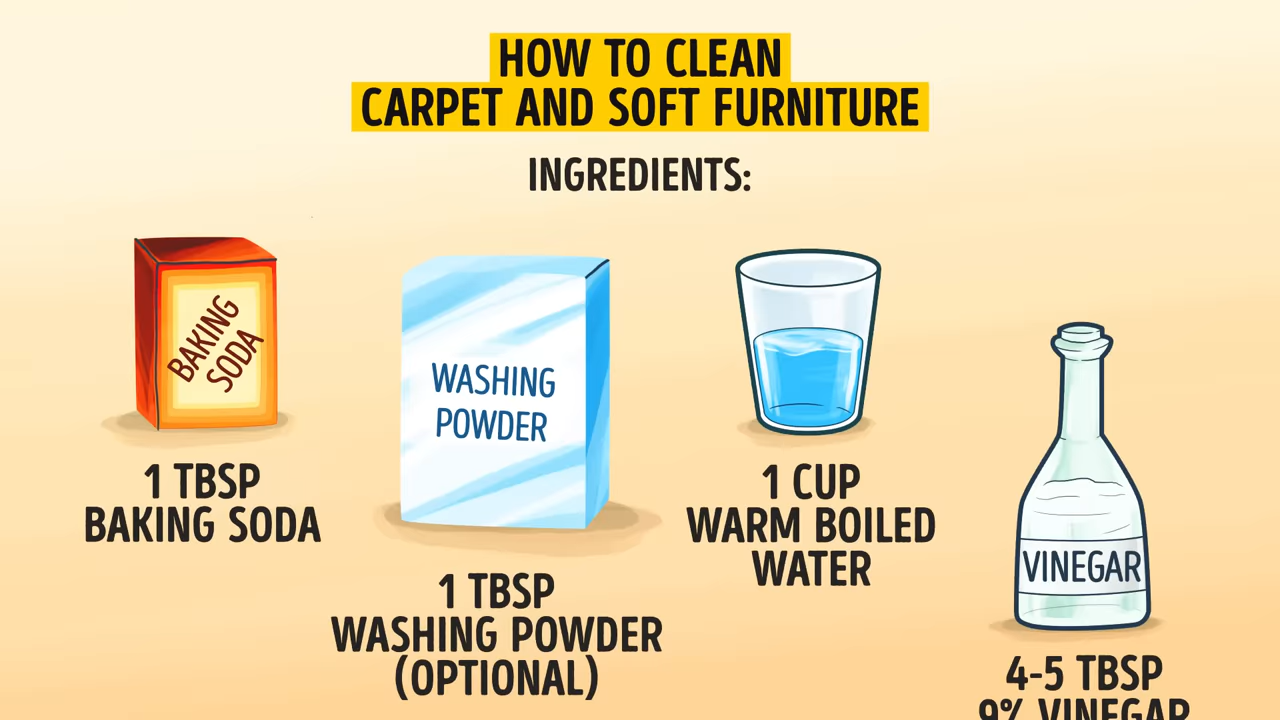 HOW TO CLEAN
CARPET AND SOFT FURNITURE
INGREDIENTS:
BAKING
SODA
1 TBSP
BAKING SODA
WASHING
POWDER
1 TBSP
WASHING POWDER
(OPTIONAL)
1 CUP
WARM BOILED
WATER
VINEGAR
4-5 TBSP
9% VINEGAR